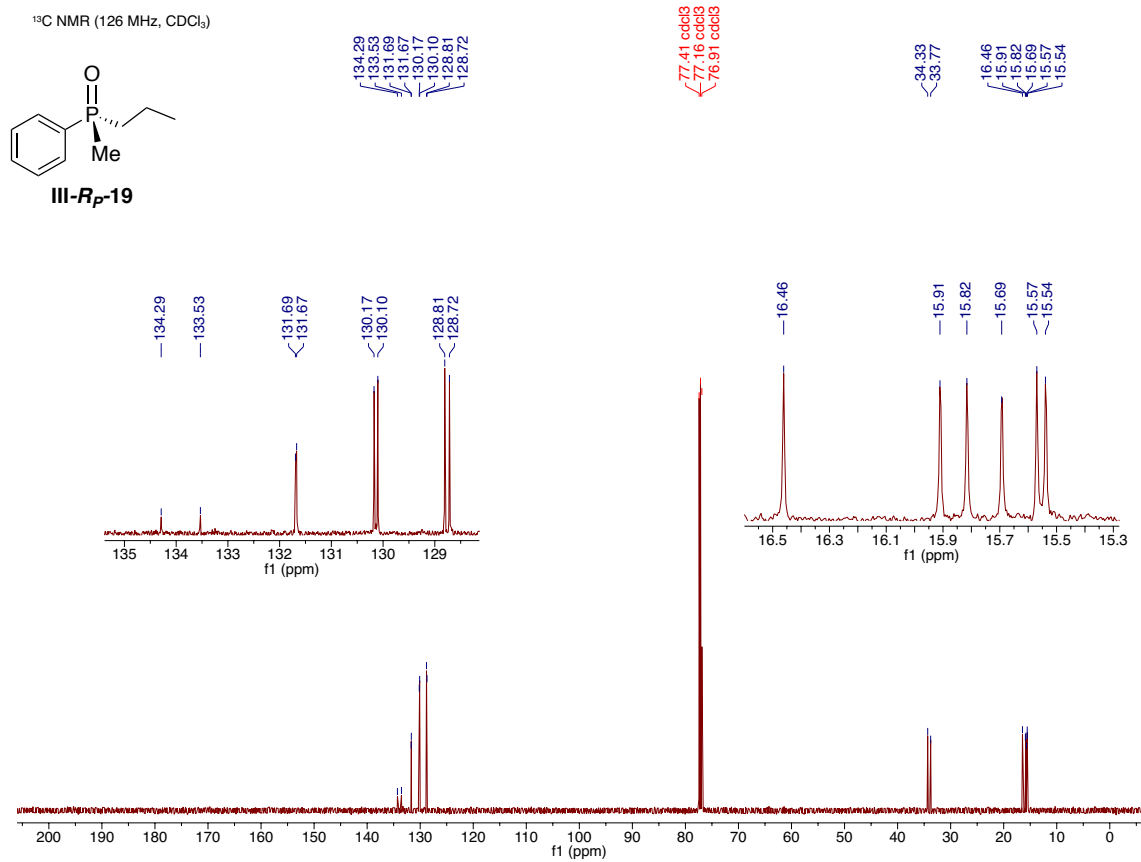 ¹³C NMR (126 MHz, CDCl₃)
O
P
Me
III-R_P-19
134.29
133.53
131.69
131.67
130.17
130.10
128.81
128.72
77.41 cdcl3
77.16 cdcl3
76.91 cdcl3
34.33
33.77
16.46
15.91
15.82
15.69
15.57
15.54
134.29
133.53
131.69
131.67
130.17
130.10
128.81
128.72
135 134 133 132 131 130 129
f1 (ppm)
16.46
15.91
15.82
15.69
15.57
15.54
16.5 16.3 16.1 15.9 15.7 15.5 15.3
f1 (ppm)
200 190 180 170 160 150 140 130 120 110 100 90 80 70 60 50 40 30 20 10 0
f1 (ppm)